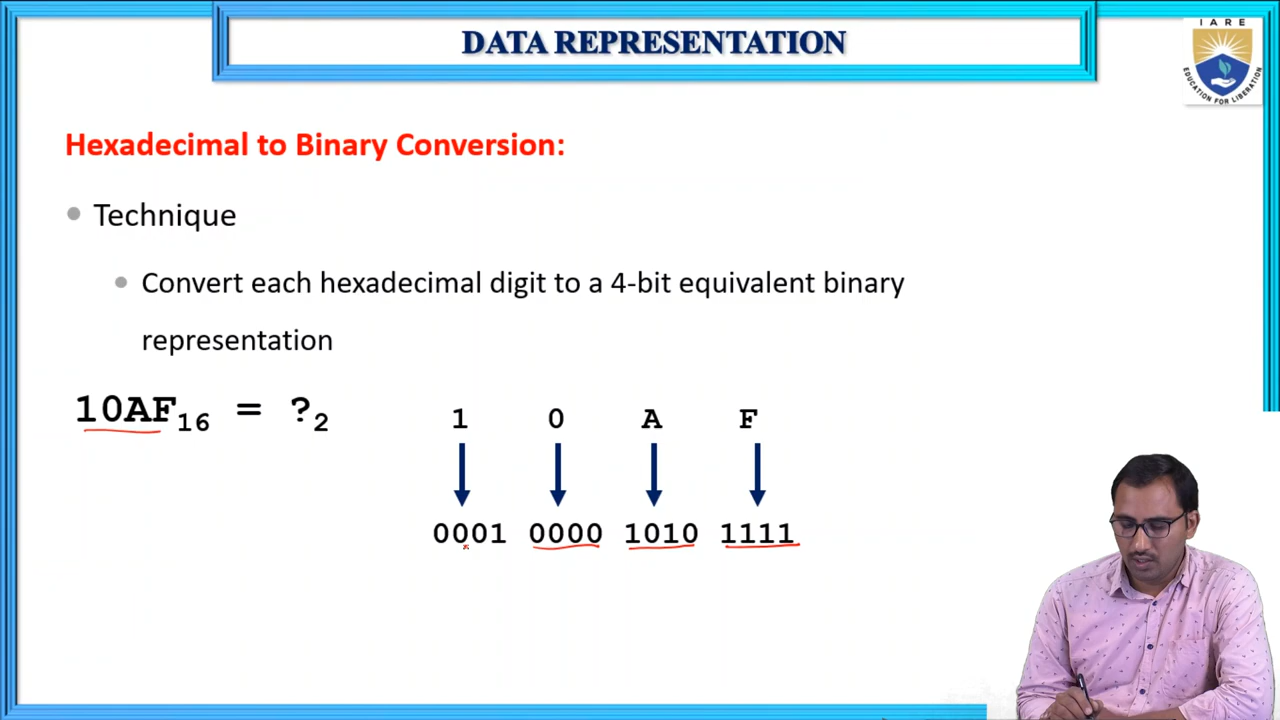 IARE
DATA REPRESENTATION
EDUCATION FOR LIBERATION
Hexadecimal to Binary Conversion:
Technique
Convert each hexadecimal digit to a 4-bit equivalent binary
representation
10AF₁₆ = ?₂
1 0 A F
0001 0000 1010 1111